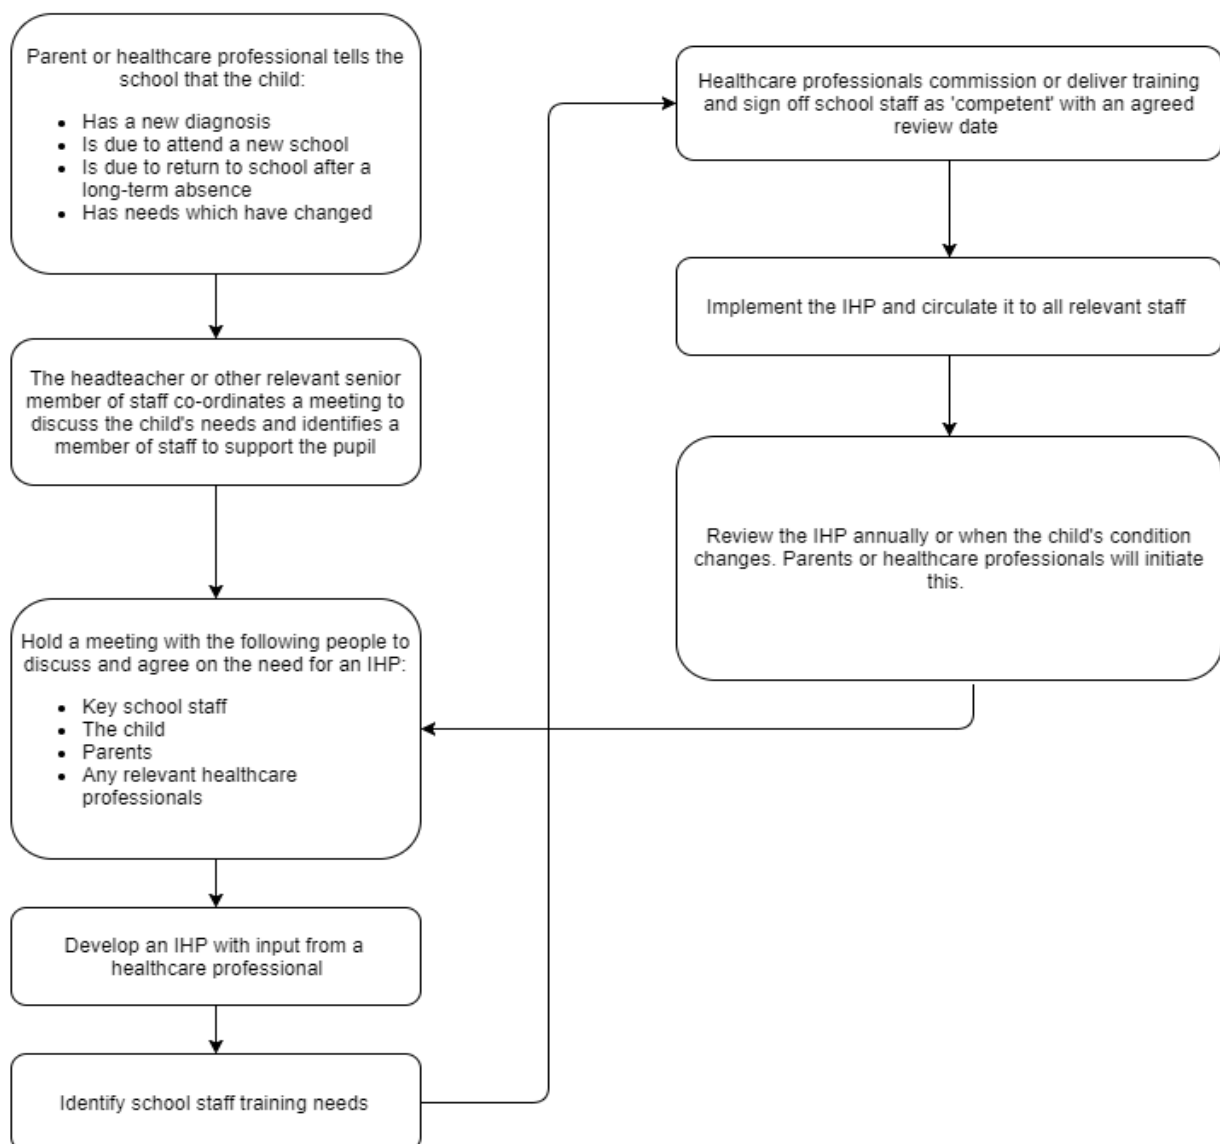 Parent or healthcare professional tells the
school that the child:
• Has a new diagnosis
• Is due to attend a new school
• Is due to return to school after a
long-term absence
• Has needs which have changed
The headteacher or other relevant senior
member of staff co-ordinates a meeting to
discuss the child's needs and identifies a
member of staff to support the pupil
Hold a meeting with the following people to
discuss and agree on the need for an IHP:
• Key school staff
• The child
• Parents
• Any relevant healthcare
professionals
Develop an IHP with input from a
healthcare professional
Identify school staff training needs
Healthcare professionals commission or deliver training
and sign off school staff as 'competent' with an agreed
review date
Implement the IHP and circulate it to all relevant staff
Review the IHP annually or when the child's condition
changes. Parents or healthcare professionals will initiate
this.